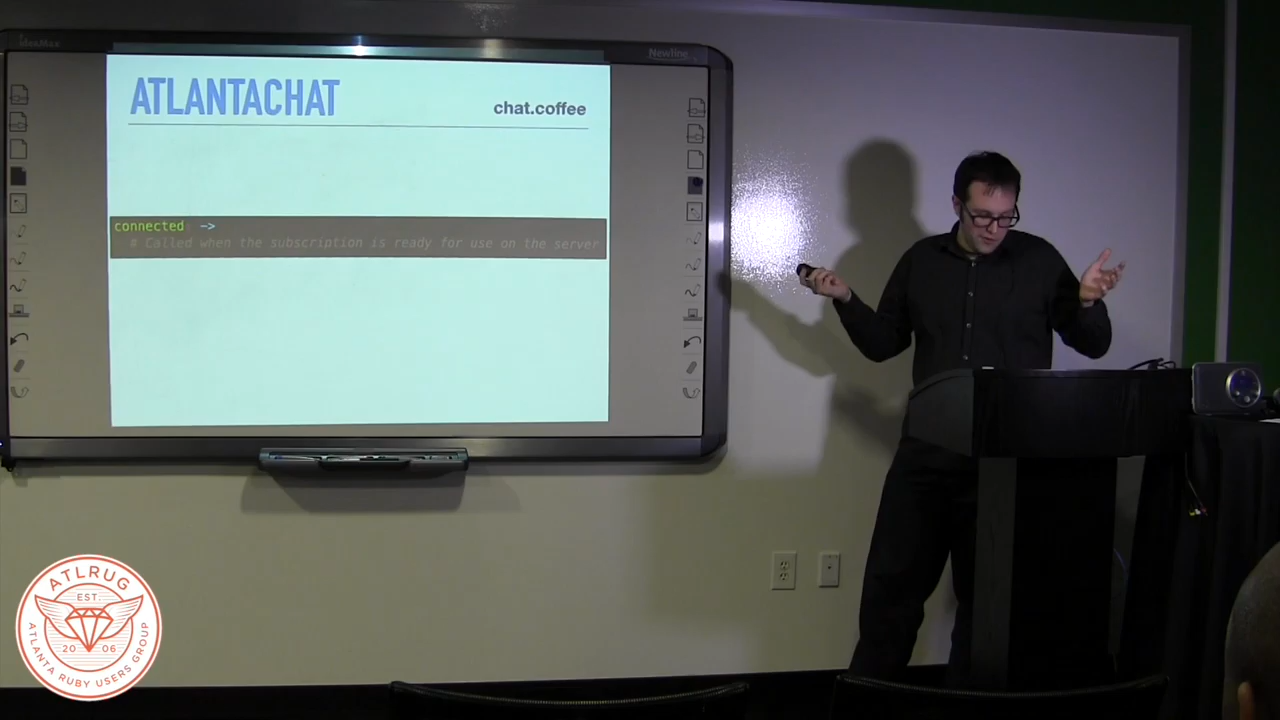 Newline
ATLANTACHAT
chat.coffee
connected ->
# Called when the subscription is ready for use on the server
ATLRUG
EST.
20 06
ATLANTA RUBY USERS GROUP